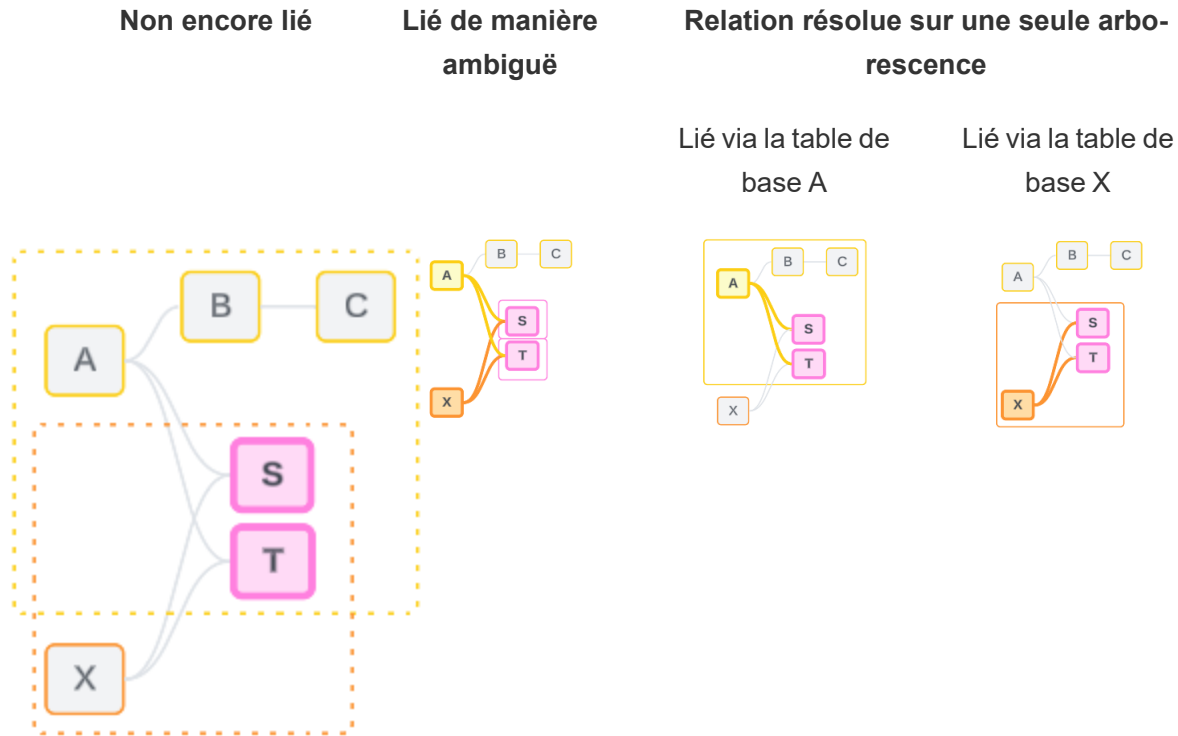 Non encore lié
Lié de manière
ambiguë
Relation résolue sur une seule arbo-
rescence
Lié via la table de
base A
Lié via la table de
base X
A
B
C
S
T
X
A
B
C
S
T
X
A
B
C
S
T
X
A
B
C
S
T
X